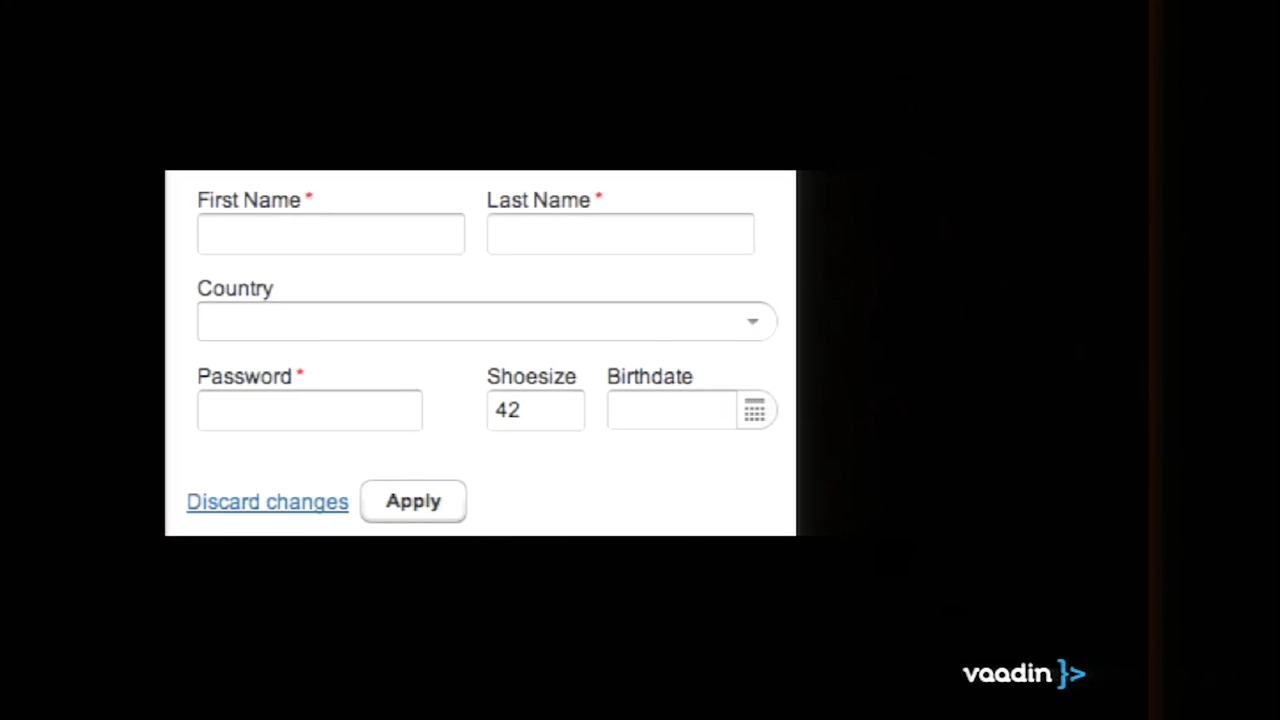 First Name * Last Name *
Country
Password * Shoesize Birthdate
42
Discard changes Apply
vaadin }>